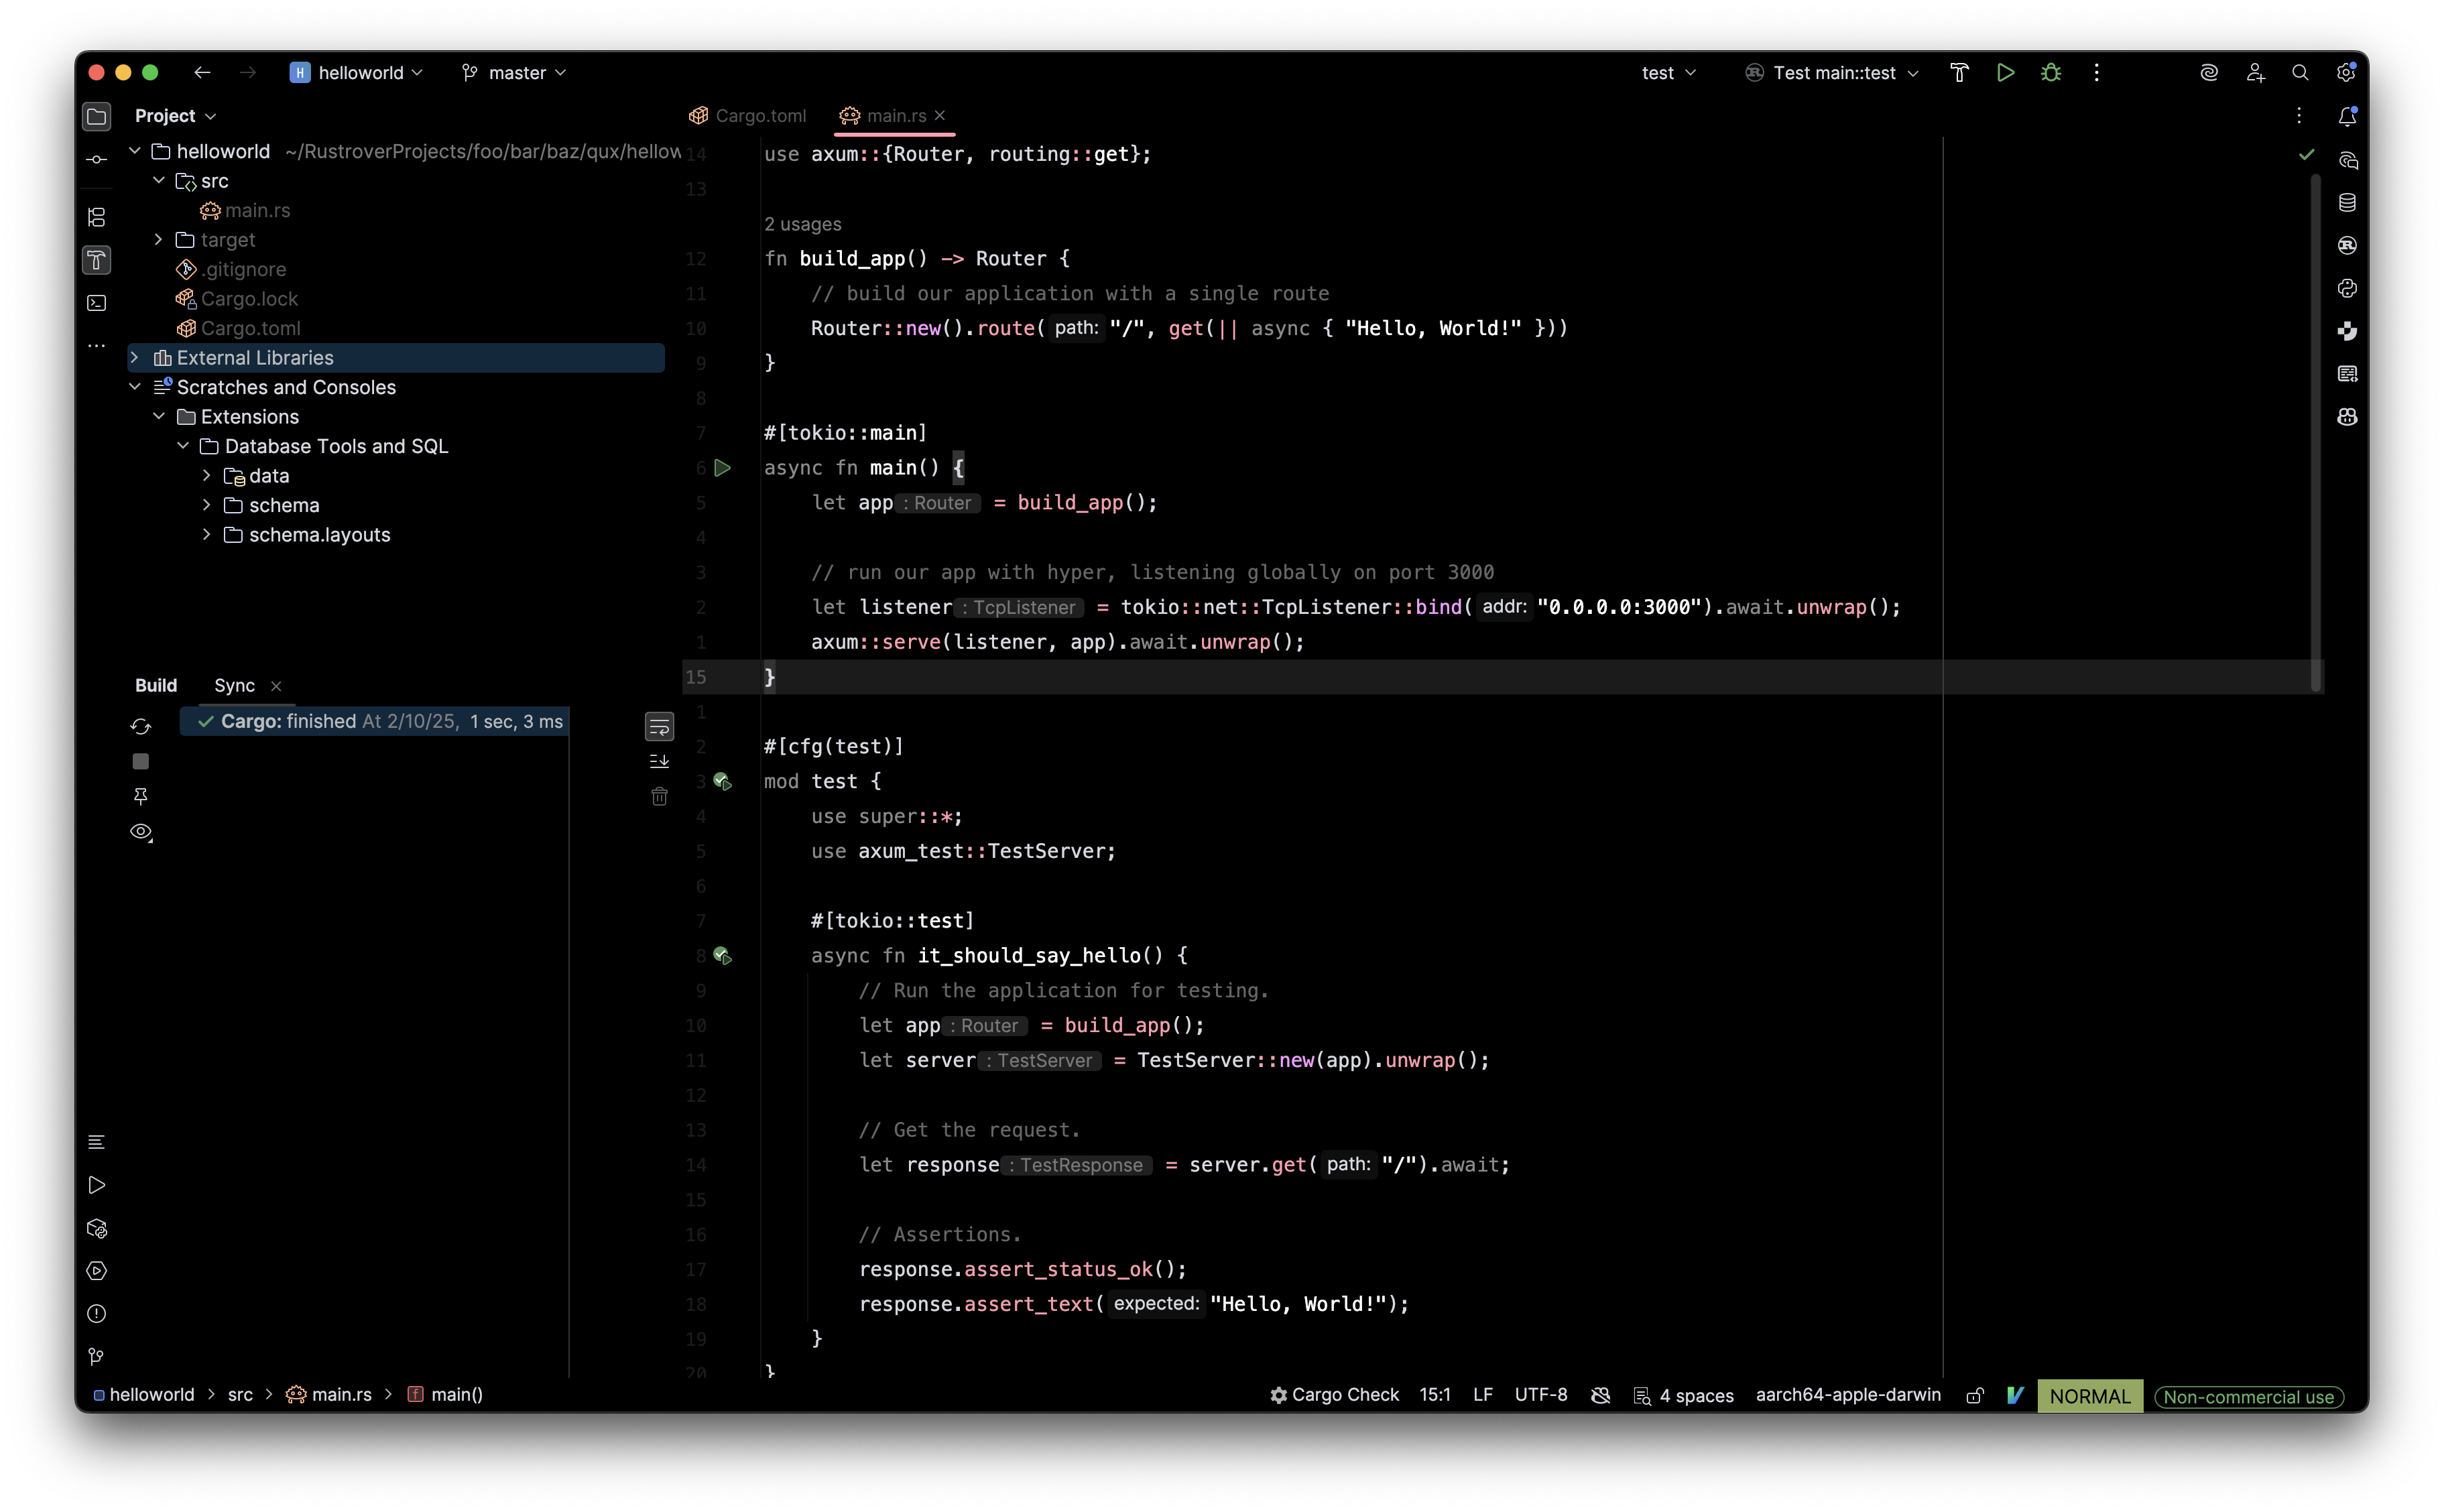 H helloworld master test Test main::test
Project Cargo.toml main.rs
helloworld ~/RustroverProjects/foo/bar/baz/qux/hellow
src
main.rs
target
.gitignore
Cargo.lock
Cargo.toml
External Libraries
Scratches and Consoles
Extensions
Database Tools and SQL
data
schema
schema.layouts
Build Sync
Cargo: finished At 2/10/25, 1 sec, 3 ms
14 use axum::{Router, routing::get};
13
2 usages
12 fn build_app() -> Router {
11 // build our application with a single route
10 Router::new().route( path: "/", get(|| async { "Hello, World!" }))
9 }
8
7 #[tokio::main]
6 async fn main() {
5 let app : Router = build_app();
4
3 // run our app with hyper, listening globally on port 3000
2 let listener : TcpListener = tokio::net::TcpListener::bind( addr: "0.0.0.0:3000").await.unwrap();
1 axum::serve(listener, app).await.unwrap();
15 }
1
2 #[cfg(test)]
3 mod test {
4 use super::*;
5 use axum_test::TestServer;
6
7 #[tokio::test]
8 async fn it_should_say_hello() {
9 // Run the application for testing.
10 let app : Router = build_app();
11 let server : TestServer = TestServer::new(app).unwrap();
12
13 // Get the request.
14 let response : TestResponse = server.get( path: "/").await;
15
16 // Assertions.
17 response.assert_status_ok();
18 response.assert_text( expected: "Hello, World!");
19 }
20 }
helloworld > src > main.rs > f main() Cargo Check 15:1 LF UTF-8 4 spaces aarch64-apple-darwin NORMAL Non-commercial use